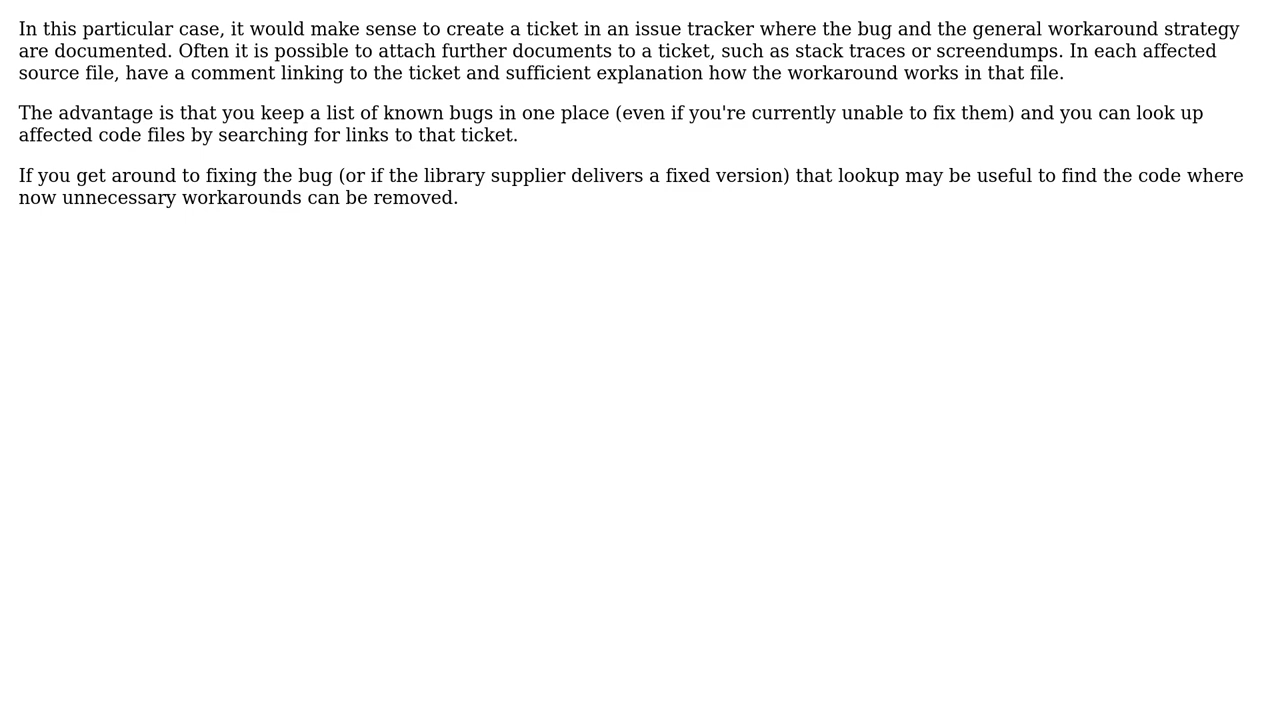 In this particular case, it would make sense to create a ticket in an issue tracker where the bug and the general workaround strategy
are documented. Often it is possible to attach further documents to a ticket, such as stack traces or screendumps. In each affected
source file, have a comment linking to the ticket and sufficient explanation how the workaround works in that file.
The advantage is that you keep a list of known bugs in one place (even if you're currently unable to fix them) and you can look up
affected code files by searching for links to that ticket.
If you get around to fixing the bug (or if the library supplier delivers a fixed version) that lookup may be useful to find the code where
now unnecessary workarounds can be removed.